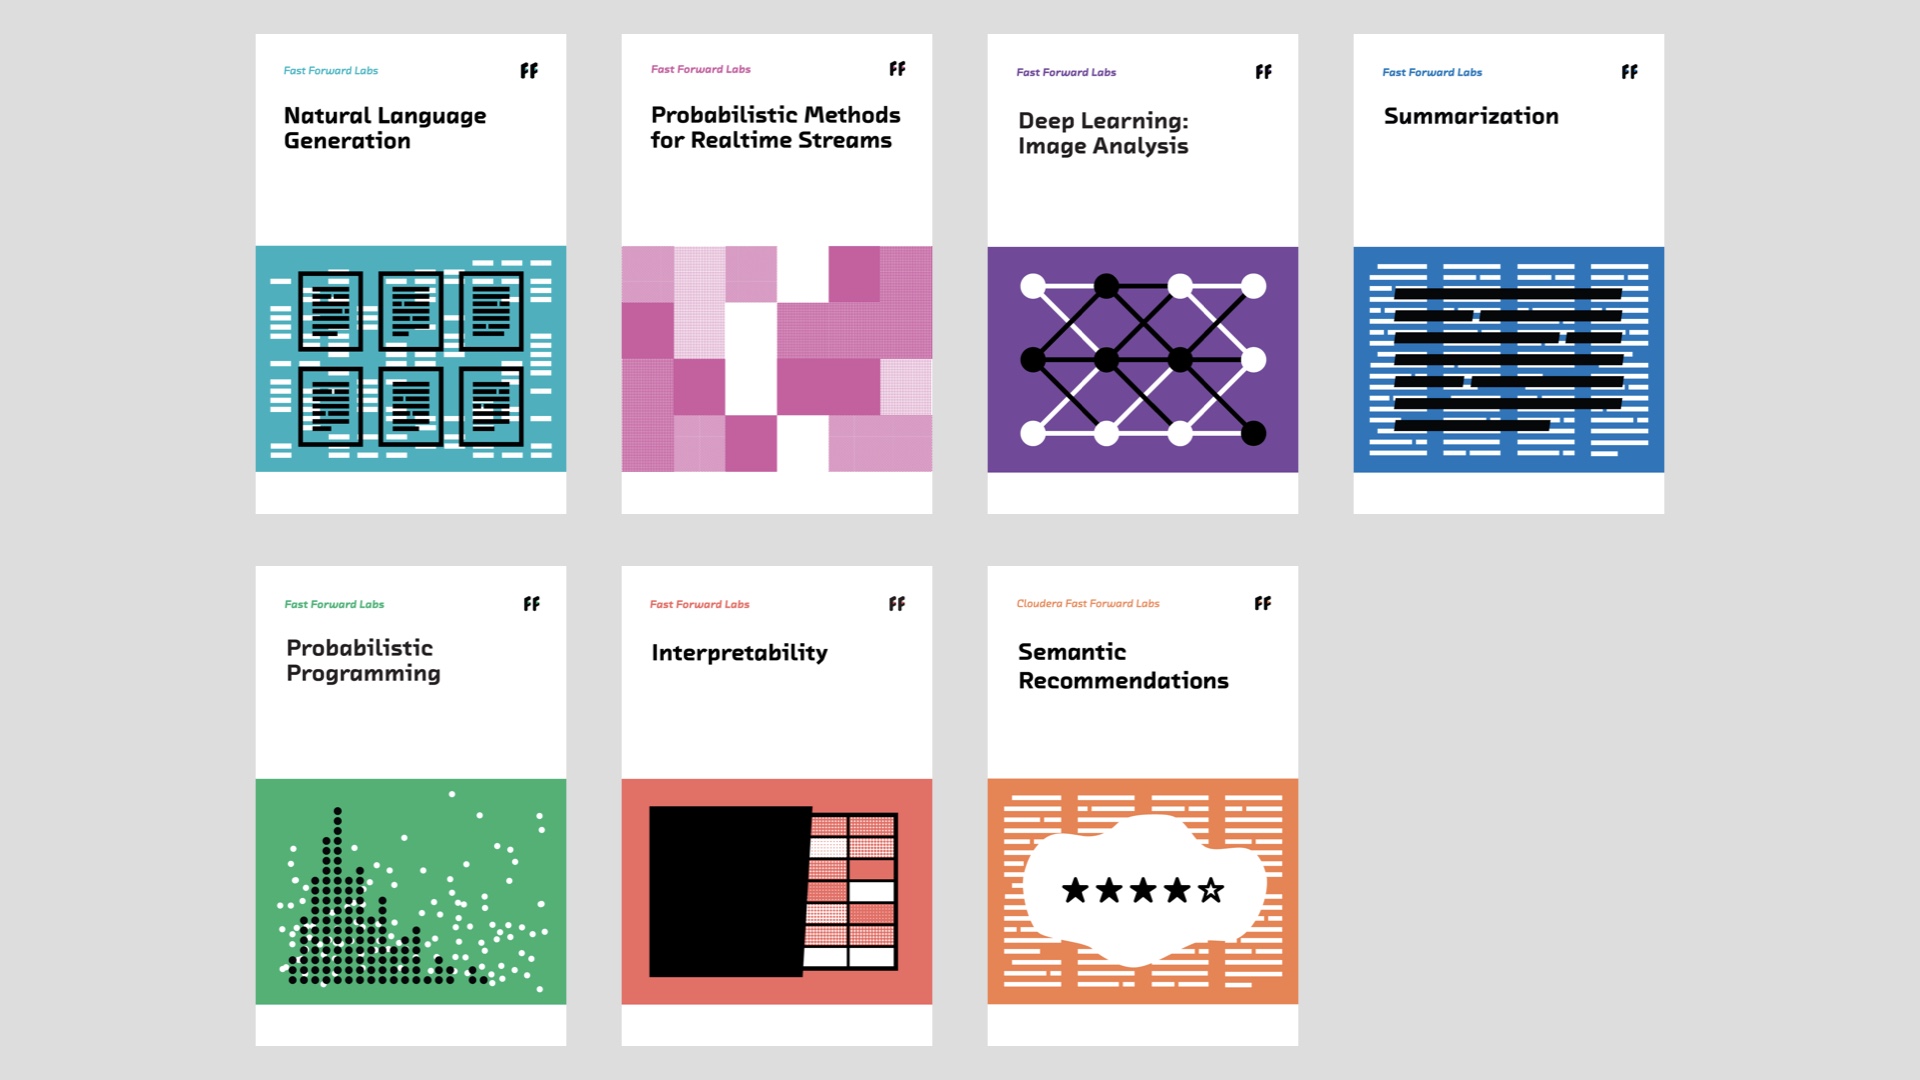 Fast Forward Labs
FF
Natural Language
Generation
Fast Forward Labs
FF
Probabilistic Methods
for Realtime Streams
Fast Forward Labs
FF
Deep Learning:
Image Analysis
Fast Forward Labs
FF
Summarization
Fast Forward Labs
FF
Probabilistic
Programming
Fast Forward Labs
FF
Interpretability
Cloudera Fast Forward Labs
FF
Semantic
Recommendations